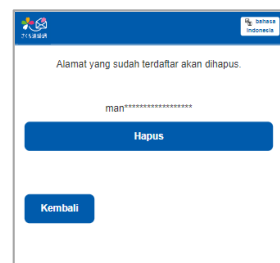 bahasa
Indonesia
Alamat yang sudah terdaftar akan dihapus.
man******************
Hapus
Kembali